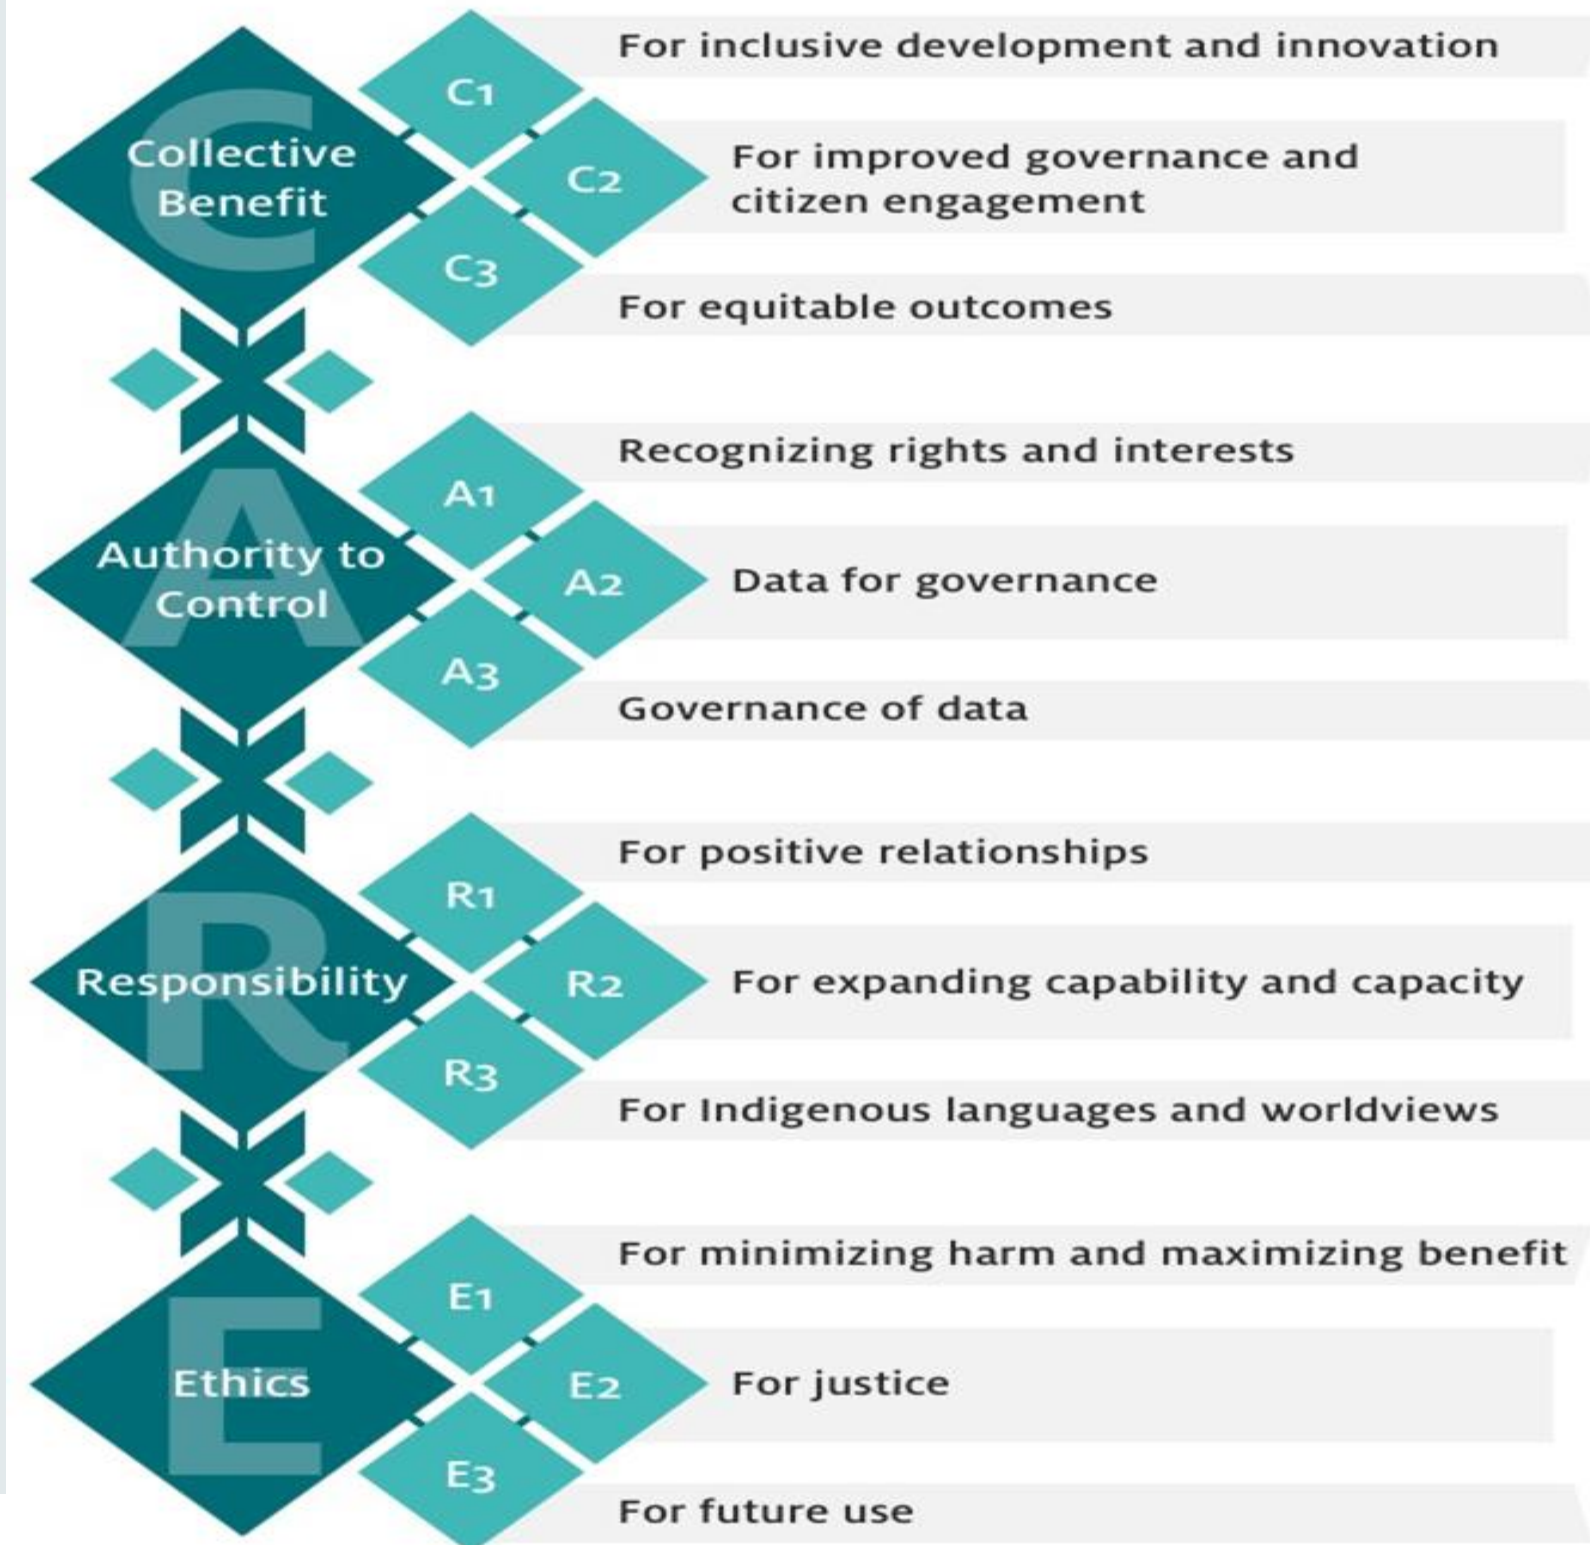 C
Collective
Benefit
C1
For inclusive development and innovation
C2
For improved governance and
citizen engagement
C3
For equitable outcomes
A
Authority to
Control
A1
Recognizing rights and interests
A2
Data for governance
A3
Governance of data
R
Responsibility
R1
For positive relationships
R2
For expanding capability and capacity
R3
For Indigenous languages and worldviews
E
Ethics
E1
For minimizing harm and maximizing benefit
E2
For justice
E3
For future use